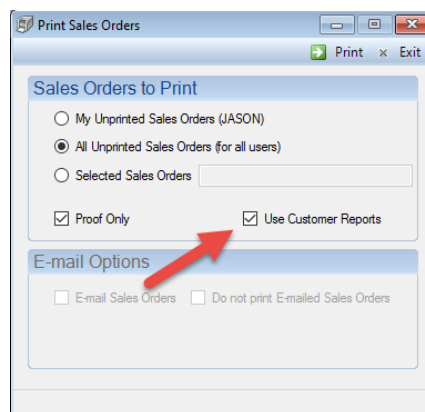 Print Sales Orders
Print Exit
Sales Orders to Print
My Unprinted Sales Orders (JASON)
All Unprinted Sales Orders (for all users)
Selected Sales Orders
Proof Only Use Customer Reports
E-mail Options
E-mail Sales Orders Do not print E-mailed Sales Orders